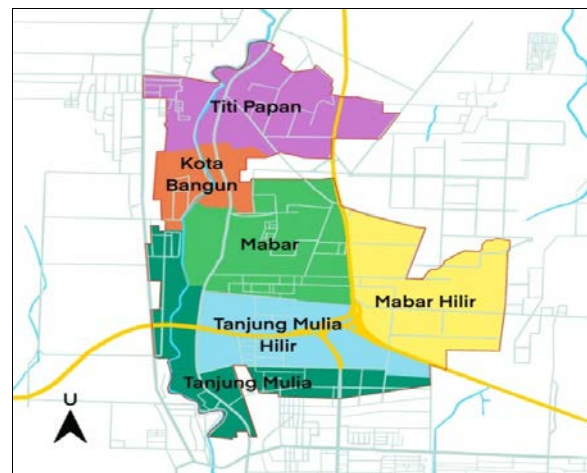 Titi Papan
Kota
Bangun
Mabar
Mabar Hilir
Tanjung Mulia
Hilir
Tanjung Mulia
U